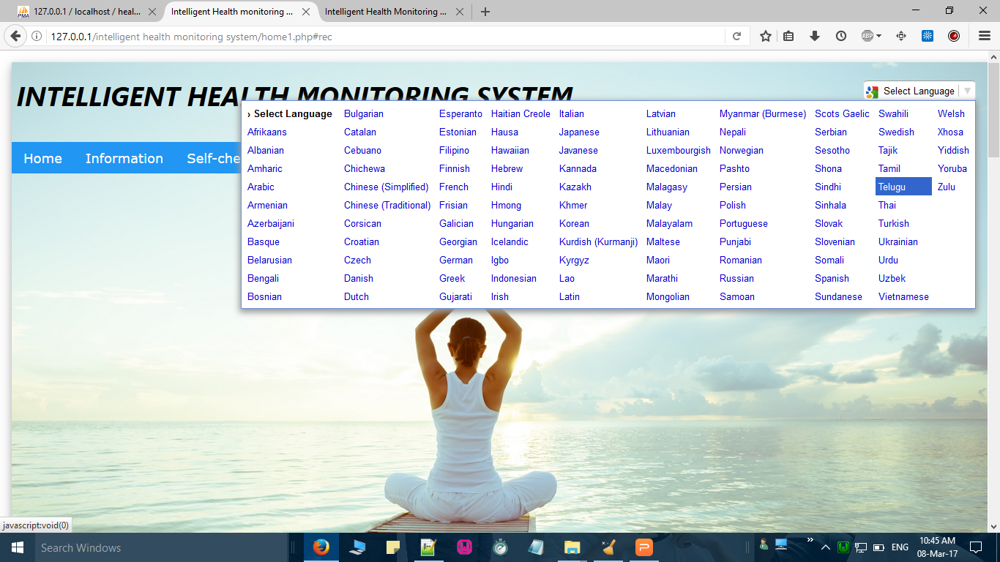 127.0.0.1 / localhost / heal...
Intelligent Health monitoring ...
Intelligent Health Monitoring ...
127.0.0.1/intelligent health monitoring system/home1.php#rec
ABP
INTELLIGENT HEALTH MONITORING SYSTEM
Select Language
Home Information Self-che
› Select Language Bulgarian Esperanto Haitian Creole Italian Latvian Myanmar (Burmese) Scots Gaelic Swahili Welsh
Afrikaans Catalan Estonian Hausa Japanese Lithuanian Nepali Serbian Swedish Xhosa
Albanian Cebuano Filipino Hawaiian Javanese Luxembourgish Norwegian Sesotho Tajik Yiddish
Amharic Chichewa Finnish Hebrew Kannada Macedonian Pashto Shona Tamil Yoruba
Arabic Chinese (Simplified) French Hindi Kazakh Malagasy Persian Sindhi Telugu Zulu
Armenian Chinese (Traditional) Frisian Hmong Khmer Malay Polish Sinhala Thai
Azerbaijani Corsican Galician Hungarian Korean Malayalam Portuguese Slovak Turkish
Basque Croatian Georgian Icelandic Kurdish (Kurmanji) Maltese Punjabi Slovenian Ukrainian
Belarusian Czech German Igbo Kyrgyz Maori Romanian Somali Urdu
Bengali Danish Greek Indonesian Lao Marathi Russian Spanish Uzbek
Bosnian Dutch Gujarati Irish Latin Mongolian Samoan Sundanese Vietnamese
javascript:void(0)
Search Windows
ENG
10:45 AM
08-Mar-17